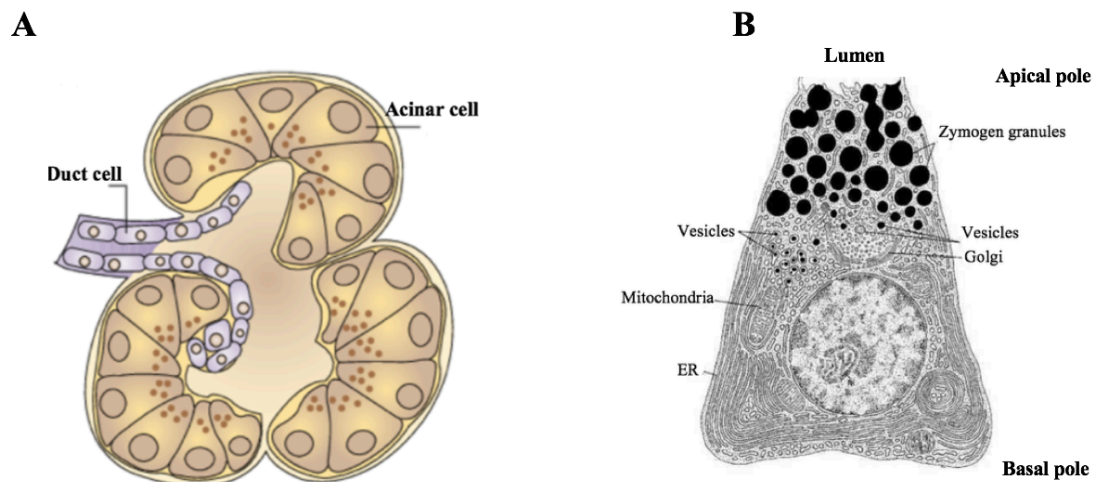 A
Acinar cell
Duct cell
B
Lumen
Apical pole
Zymogen granules
Vesicles
Vesicles
Golgi
Mitochondria
ER
Basal pole